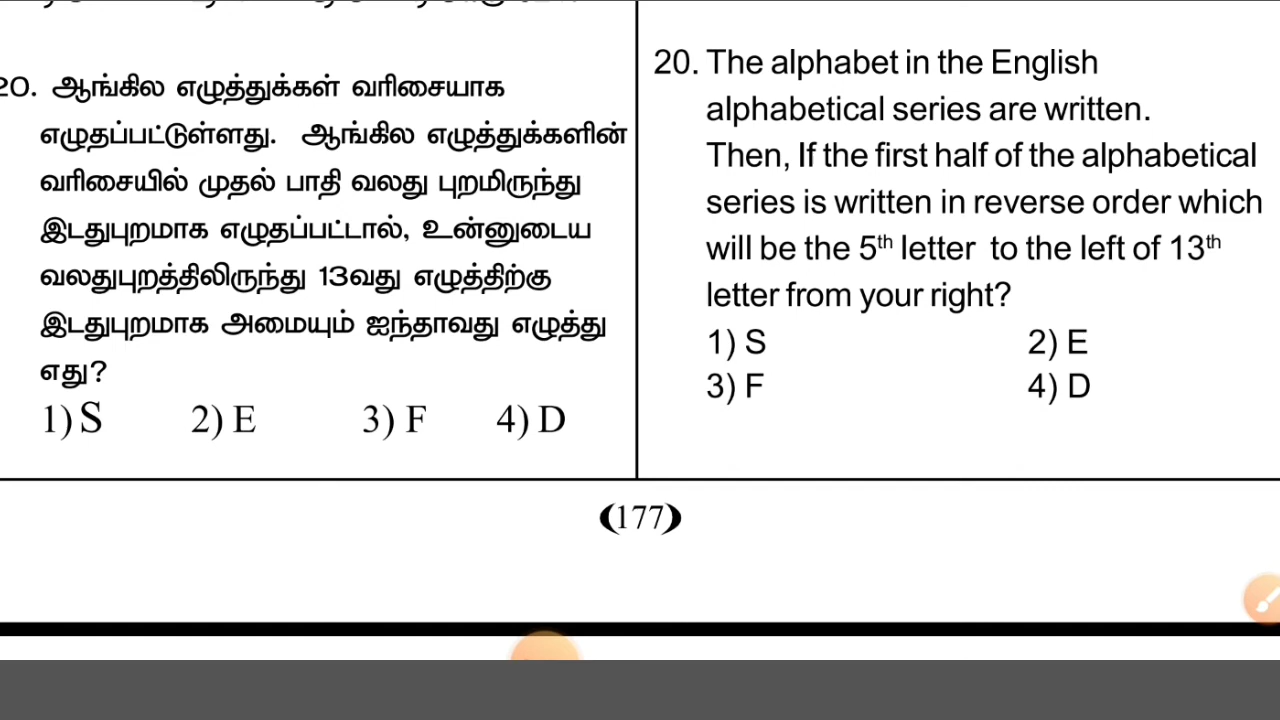 20. ஆங்கில எழுத்துக்கள் வரிசையாக
எழுதப்பட்டுள்ளது. ஆங்கில எழுத்துக்களின்
வரிசையில் முதல் பாதி வலது புறமிருந்து
இடதுபுறமாக எழுதப்பட்டால், உன்னுடைய
வலதுபுறத்திலிருந்து 13வது எழுத்திற்கு
இடதுபுறமாக அமையும் ஐந்தாவது எழுத்து
எது?
1) S 2) E 3) F 4) D
20. The alphabet in the English
alphabetical series are written.
Then, If the first half of the alphabetical
series is written in reverse order which
will be the 5th letter to the left of 13th
letter from your right?
1) S 2) E
3) F 4) D
(177)